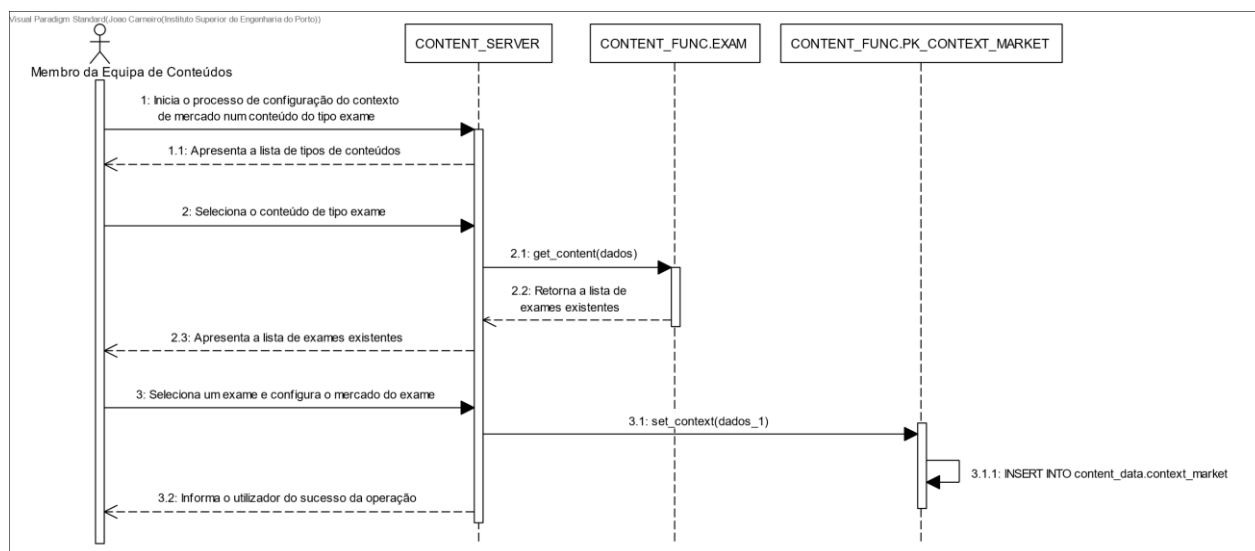 Visual Paradigm Standard(Joao Carneiro(Instituto Superior de Engenharia do Porto))
CONTENT_SERVER
CONTENT_FUNC.EXAM
CONTENT_FUNC.PK_CONTEXT_MARKET
Membro da Equipa de Conteúdos
1: Inicia o processo de configuração do contexto
de mercado num conteúdo do tipo exame
1.1: Apresenta a lista de tipos de conteúdos
2: Seleciona o conteúdo de tipo exame
2.1: get_content(dados)
2.2: Retorna a lista de
exames existentes
2.3: Apresenta a lista de exames existentes
3: Seleciona um exame e configura o mercado do exame
3.1: set_context(dados_1)
3.1.1: INSERT INTO content_data.context_market
3.2: Informa o utilizador do sucesso da operação